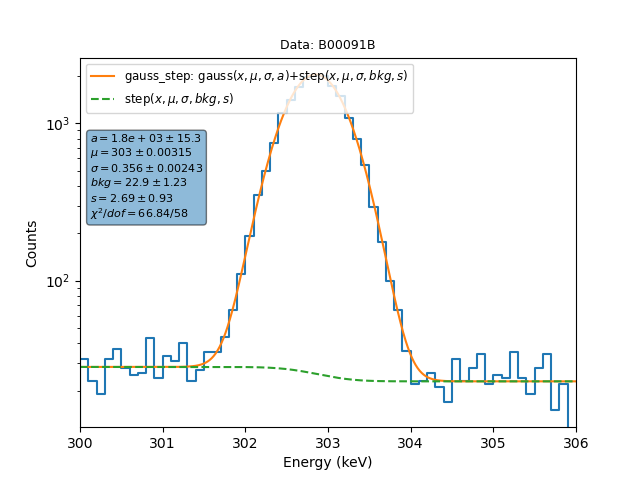 Data: B00091B
gauss_step: gauss(x, μ, σ, a)+step(x, μ, σ, bkg, s)
step(x, μ, σ, bkg, s)
a = 1.8e + 03 ± 15.3
μ = 303 ± 0.00315
σ = 0.356 ± 0.00243
bkg = 22.9 ± 1.23
s = 2.69 ± 0.93
χ²/dof = 66.84/58
10³
10²
Counts
300 301 302 303 304 305 306
Energy (keV)